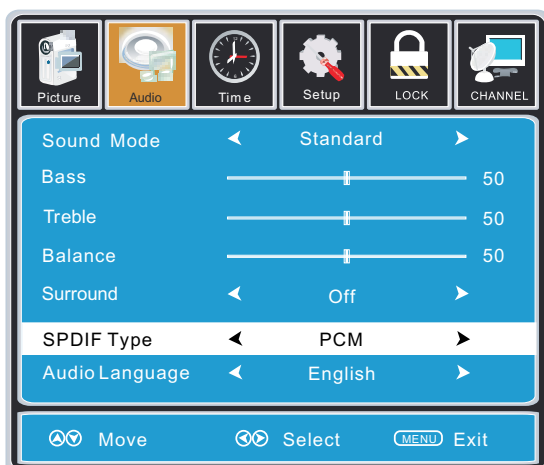 Picture Audio Time Setup LOCK CHANNEL
Sound Mode Standard
Bass 50
Treble 50
Balance 50
Surround Off
SPDIF Type PCM
Audio Language English
Move Select MENU Exit